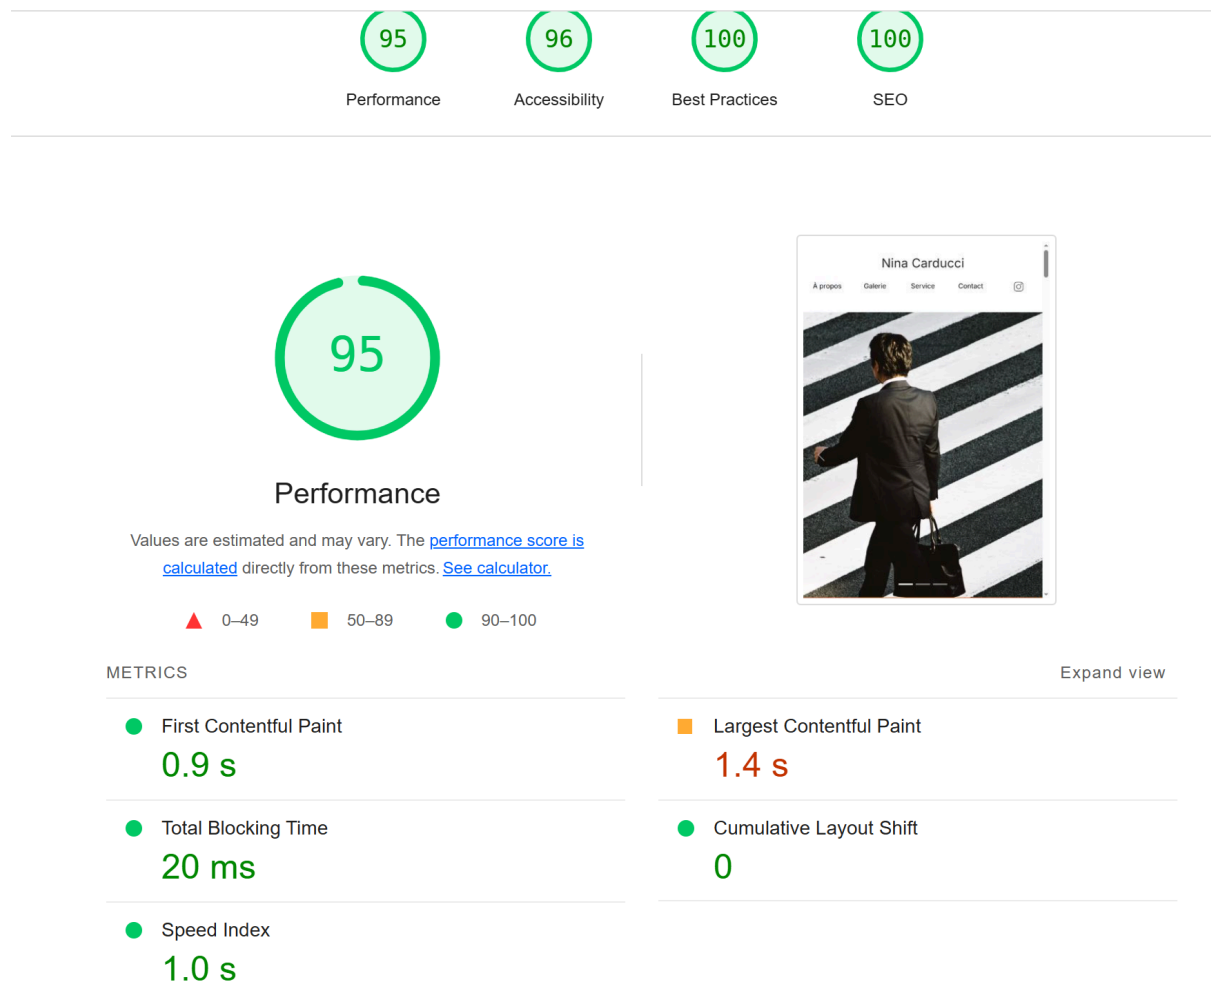 95
96
100
100
Performance
Accessibility
Best Practices
SEO
95
Performance
Values are estimated and may vary. The performance score is
calculated directly from these metrics. See calculator.
0–49
50–89
90–100
Nina Carducci
À propos
Galerie
Service
Contact
METRICS
Expand view
First Contentful Paint
0.9 s
Largest Contentful Paint
1.4 s
Total Blocking Time
20 ms
Cumulative Layout Shift
0
Speed Index
1.0 s